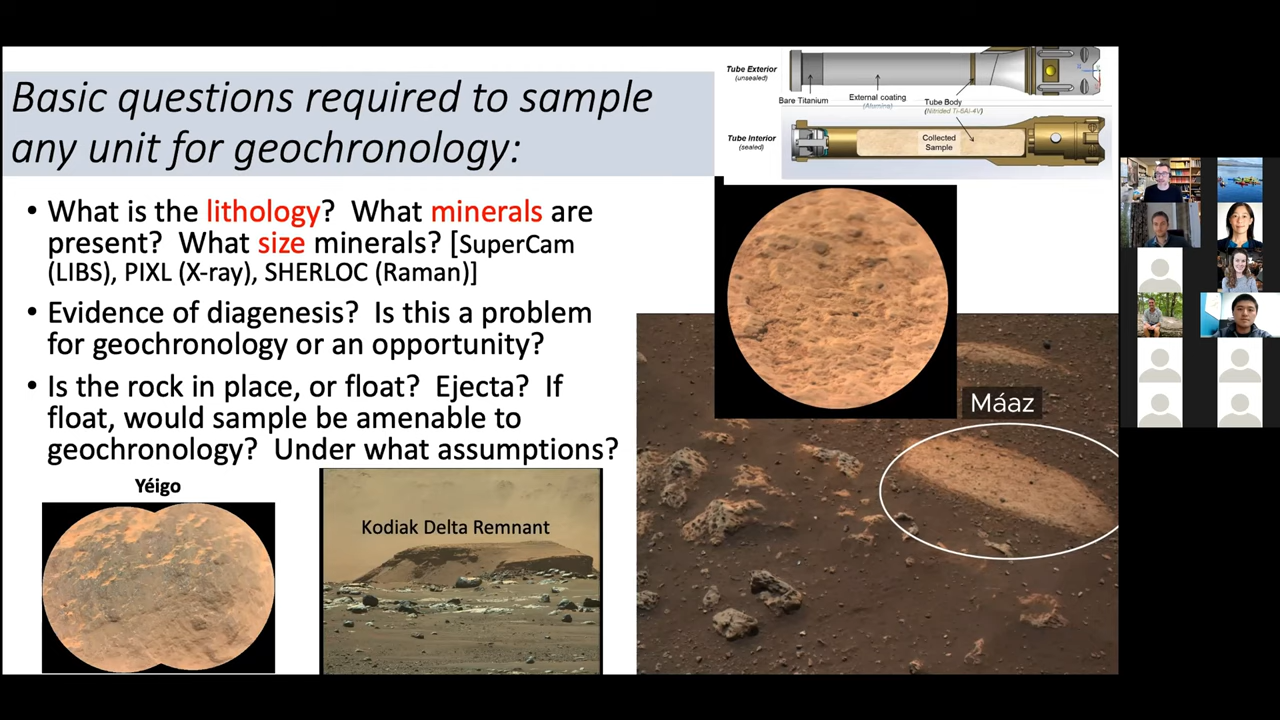 Basic questions required to sample
any unit for geochronology:
• What is the lithology? What minerals are
present? What size minerals? [SuperCam
(LIBS), PIXL (X-ray), SHERLOC (Raman)]
• Evidence of diagenesis? Is this a problem
for geochronology or an opportunity?
• Is the rock in place, or float? Ejecta? If
float, would sample be amenable to
geochronology? Under what assumptions?
Yéigo
Kodiak Delta Remnant
Tube Exterior
(unsealed)
Bare Titanium
External coating
(Alumina)
Tube Body
(Nitrided Ti-6Al-4V)
Tube Interior
(sealed)
Collected
Sample
Máaz